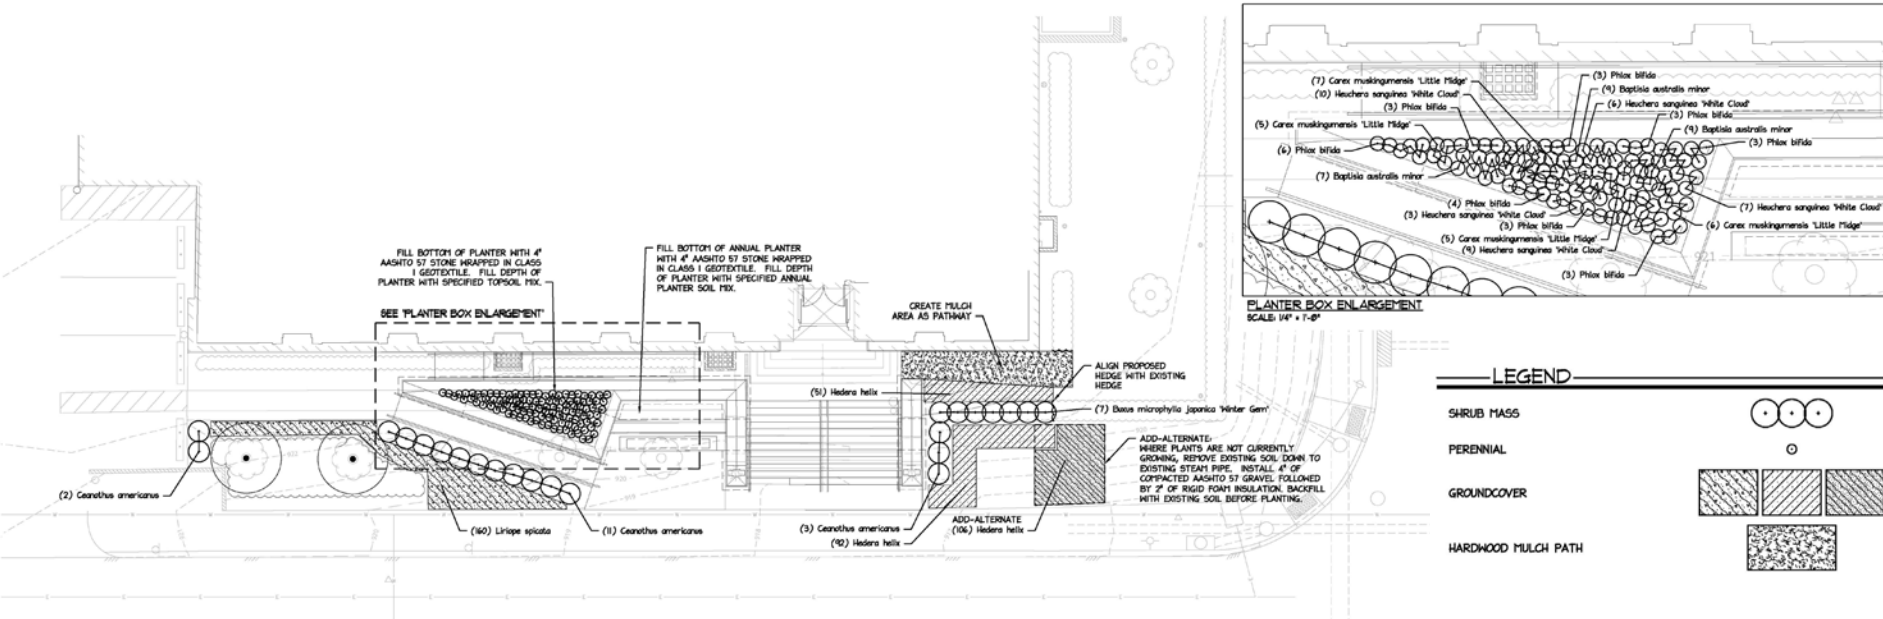 (7) Carex muskingumensis 'Little Midge'
(10) Heuchera sanguinea 'White Cloud'
(3) Phlox bifida
(5) Carex muskingumensis 'Little Midge'
(6) Phlox bifida
(7) Baptisia australis minor
(4) Phlox bifida
(3) Heuchera sanguinea 'White Cloud'
(3) Phlox bifida
(5) Carex muskingumensis 'Little Midge'
(9) Heuchera sanguinea 'White Cloud'
(3) Phlox bifida
(3) Phlox bifida
(9) Baptisia australis minor
(6) Heuchera sanguinea 'White Cloud'
(3) Phlox bifida
(9) Baptisia australis minor
(3) Phlox bifida
(7) Heuchera sanguinea 'White Cloud'
(6) Carex muskingumensis 'Little Midge'
921
PLANTER BOX ENLARGEMENT
SCALE: 1/4" = 1'-0"
FILL BOTTOM OF PLANTER WITH 4"
AASHTO 57 STONE WRAPPED IN CLASS
1 GEOTEXTILE. FILL DEPTH OF
PLANTER WITH SPECIFIED TOPSOIL MIX.
FILL BOTTOM OF ANNUAL PLANTER
WITH 4" AASHTO 57 STONE WRAPPED
IN CLASS 1 GEOTEXTILE. FILL DEPTH
OF PLANTER WITH SPECIFIED ANNUAL
PLANTER SOIL MIX.
SEE "PLANTER BOX ENLARGEMENT"
CREATE MULCH
AREA AS PATHWAY
ALIGN PROPOSED
HEDGE WITH EXISTING
HEDGE
(51) Hedera helix
(7) Buxus microphylla japonica 'Winter Gem'
ADD-ALTERNATE:
WHERE PLANTS ARE NOT CURRENTLY
GROWING, REMOVE EXISTING SOIL DOWN TO
EXISTING STEAM PIPE. INSTALL 4" OF
COMPACTED AASHTO 57 GRAVEL FOLLOWED
BY 2" OF RIGID FOAM INSULATION. BACKFILL
WITH EXISTING SOIL BEFORE PLANTING.
(2) Ceanothus americanus
(160) Liriope spicata
(11) Ceanothus americanus
(3) Ceanothus americanus
(92) Hedera helix
ADD-ALTERNATE
(106) Hedera helix
LEGEND
SHRUB MASS
PERENNIAL
GROUNDCOVER
HARDWOOD MULCH PATH